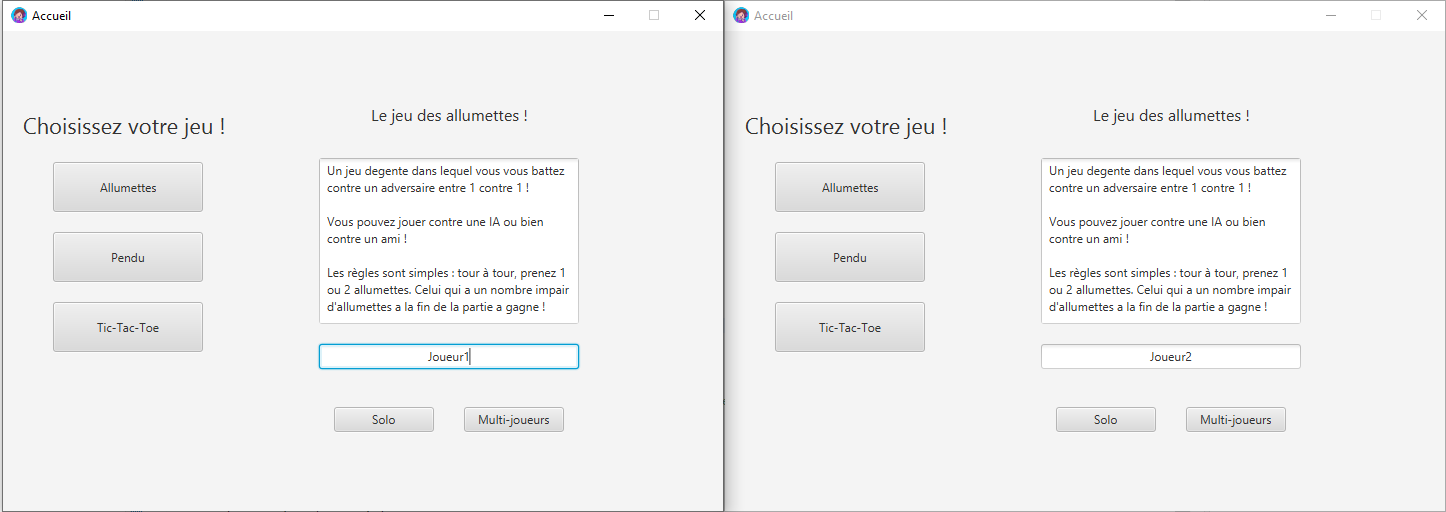 Accueil
Choisissez votre jeu !
Allumettes
Pendu
Tic-Tac-Toe
Le jeu des allumettes !
Un jeu degente dans lequel vous vous battez
contre un adversaire entre 1 contre 1 !
Vous pouvez jouer contre une IA ou bien
contre un ami !
Les règles sont simples : tour à tour, prenez 1
ou 2 allumettes. Celui qui a un nombre impair
d'allumettes a la fin de la partie a gagne !
Joueur1
Solo
Multi-joueurs
Accueil
Choisissez votre jeu !
Allumettes
Pendu
Tic-Tac-Toe
Le jeu des allumettes !
Un jeu degente dans lequel vous vous battez
contre un adversaire entre 1 contre 1 !
Vous pouvez jouer contre une IA ou bien
contre un ami !
Les règles sont simples : tour à tour, prenez 1
ou 2 allumettes. Celui qui a un nombre impair
d'allumettes a la fin de la partie a gagne !
Joueur2
Solo
Multi-joueurs